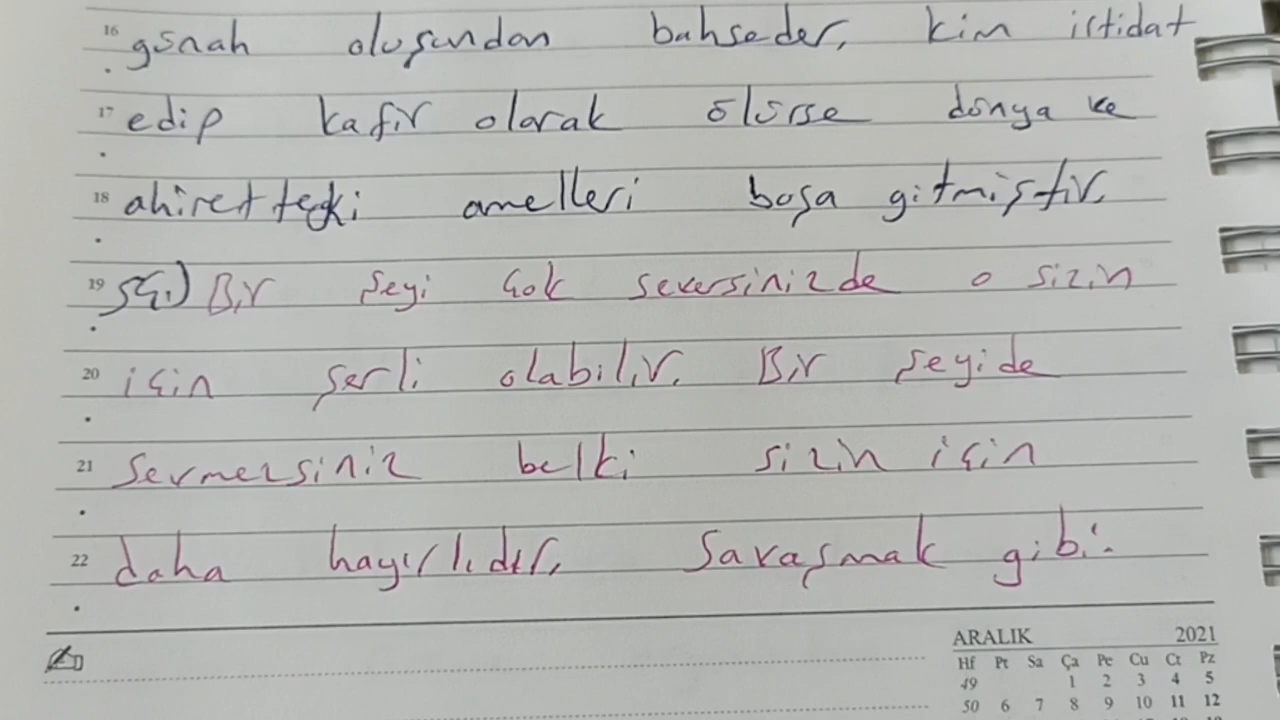 16 günah oluşundan bahseder, kim istidat
17 edip kafir olarak ölürse dünya ve
18 ahiretteki amelleri boşa gitmiştir.
19 Bir şeyi çok seversinizde o sizin
20 için şerli olabilir. Bir şeyide
21 Sevmezsiniz belki sizin için
22 daha hayırlıdır. Savaşmak gibi.
ARALIK 2021
Hf Pt Sa Ça Pe Cu Ct Pz
49 1 2 3 4 5
50 6 7 8 9 10 11 12